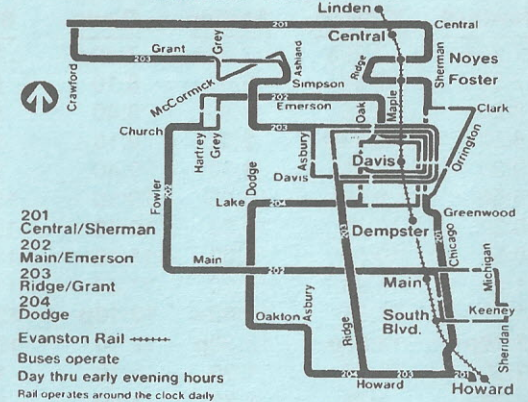 Linden
201
Central
Central
Grant
Grey
203
Ashland
Ridge
Sherman
Noyes
Foster
Crawford
McCormick
Simpson
202
Emerson
Oak
Maple
Clark
Church
Hartrey
Grey
203
Asbury
Davis
Davis
Orrington
Dodge
Fowler
202
Lake
204
Greenwood
Dempster
203
201
Chicago
Main
202
Main
Michigan
Oakton
Asbury
Ridge
South
Blvd.
Keeney
Sheridan
204
203
201
Howard
Howard
201
Central/Sherman
202
Main/Emerson
203
Ridge/Grant
204
Dodge
Evanston Rail
Buses operate
Day thru early evening hours
Rail operates around the clock daily